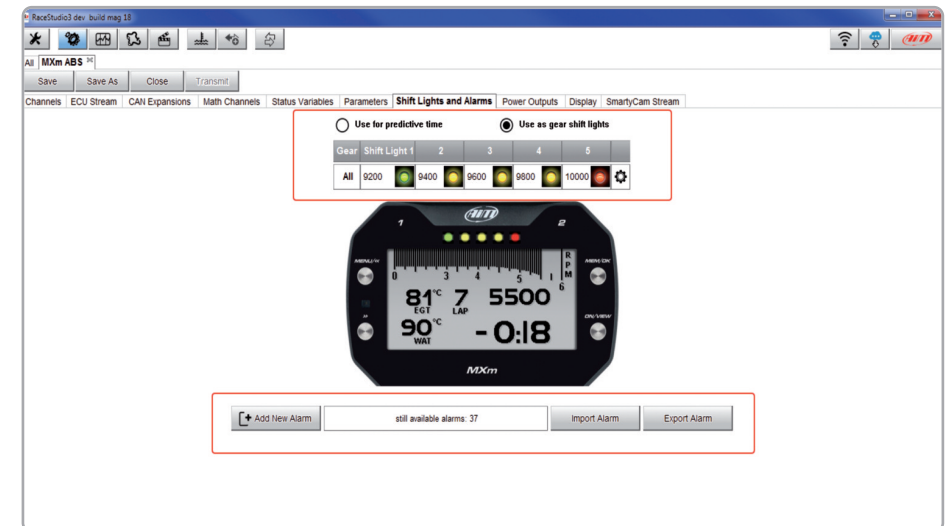 RaceStudio3 dev build mag 18
AiM
All MXm ABS
Save Save As Close Transmit
Channels ECU Stream CAN Expansions Math Channels Status Variables Parameters Shift Lights and Alarms Power Outputs Display SmartyCam Stream
Use for predictive time Use as gear shift lights
Gear Shift Light 1 2 3 4 5
All 9200 9400 9600 9800 10000
AiM
1 2
MENU/« MEM/OK
RPM
0 3 4 5 6
81°C 7 5500
EGT LAP
» ON/VIEW
90°C - 0:18
WAT
MXm
Add New Alarm still available alarms: 37 Import Alarm Export Alarm